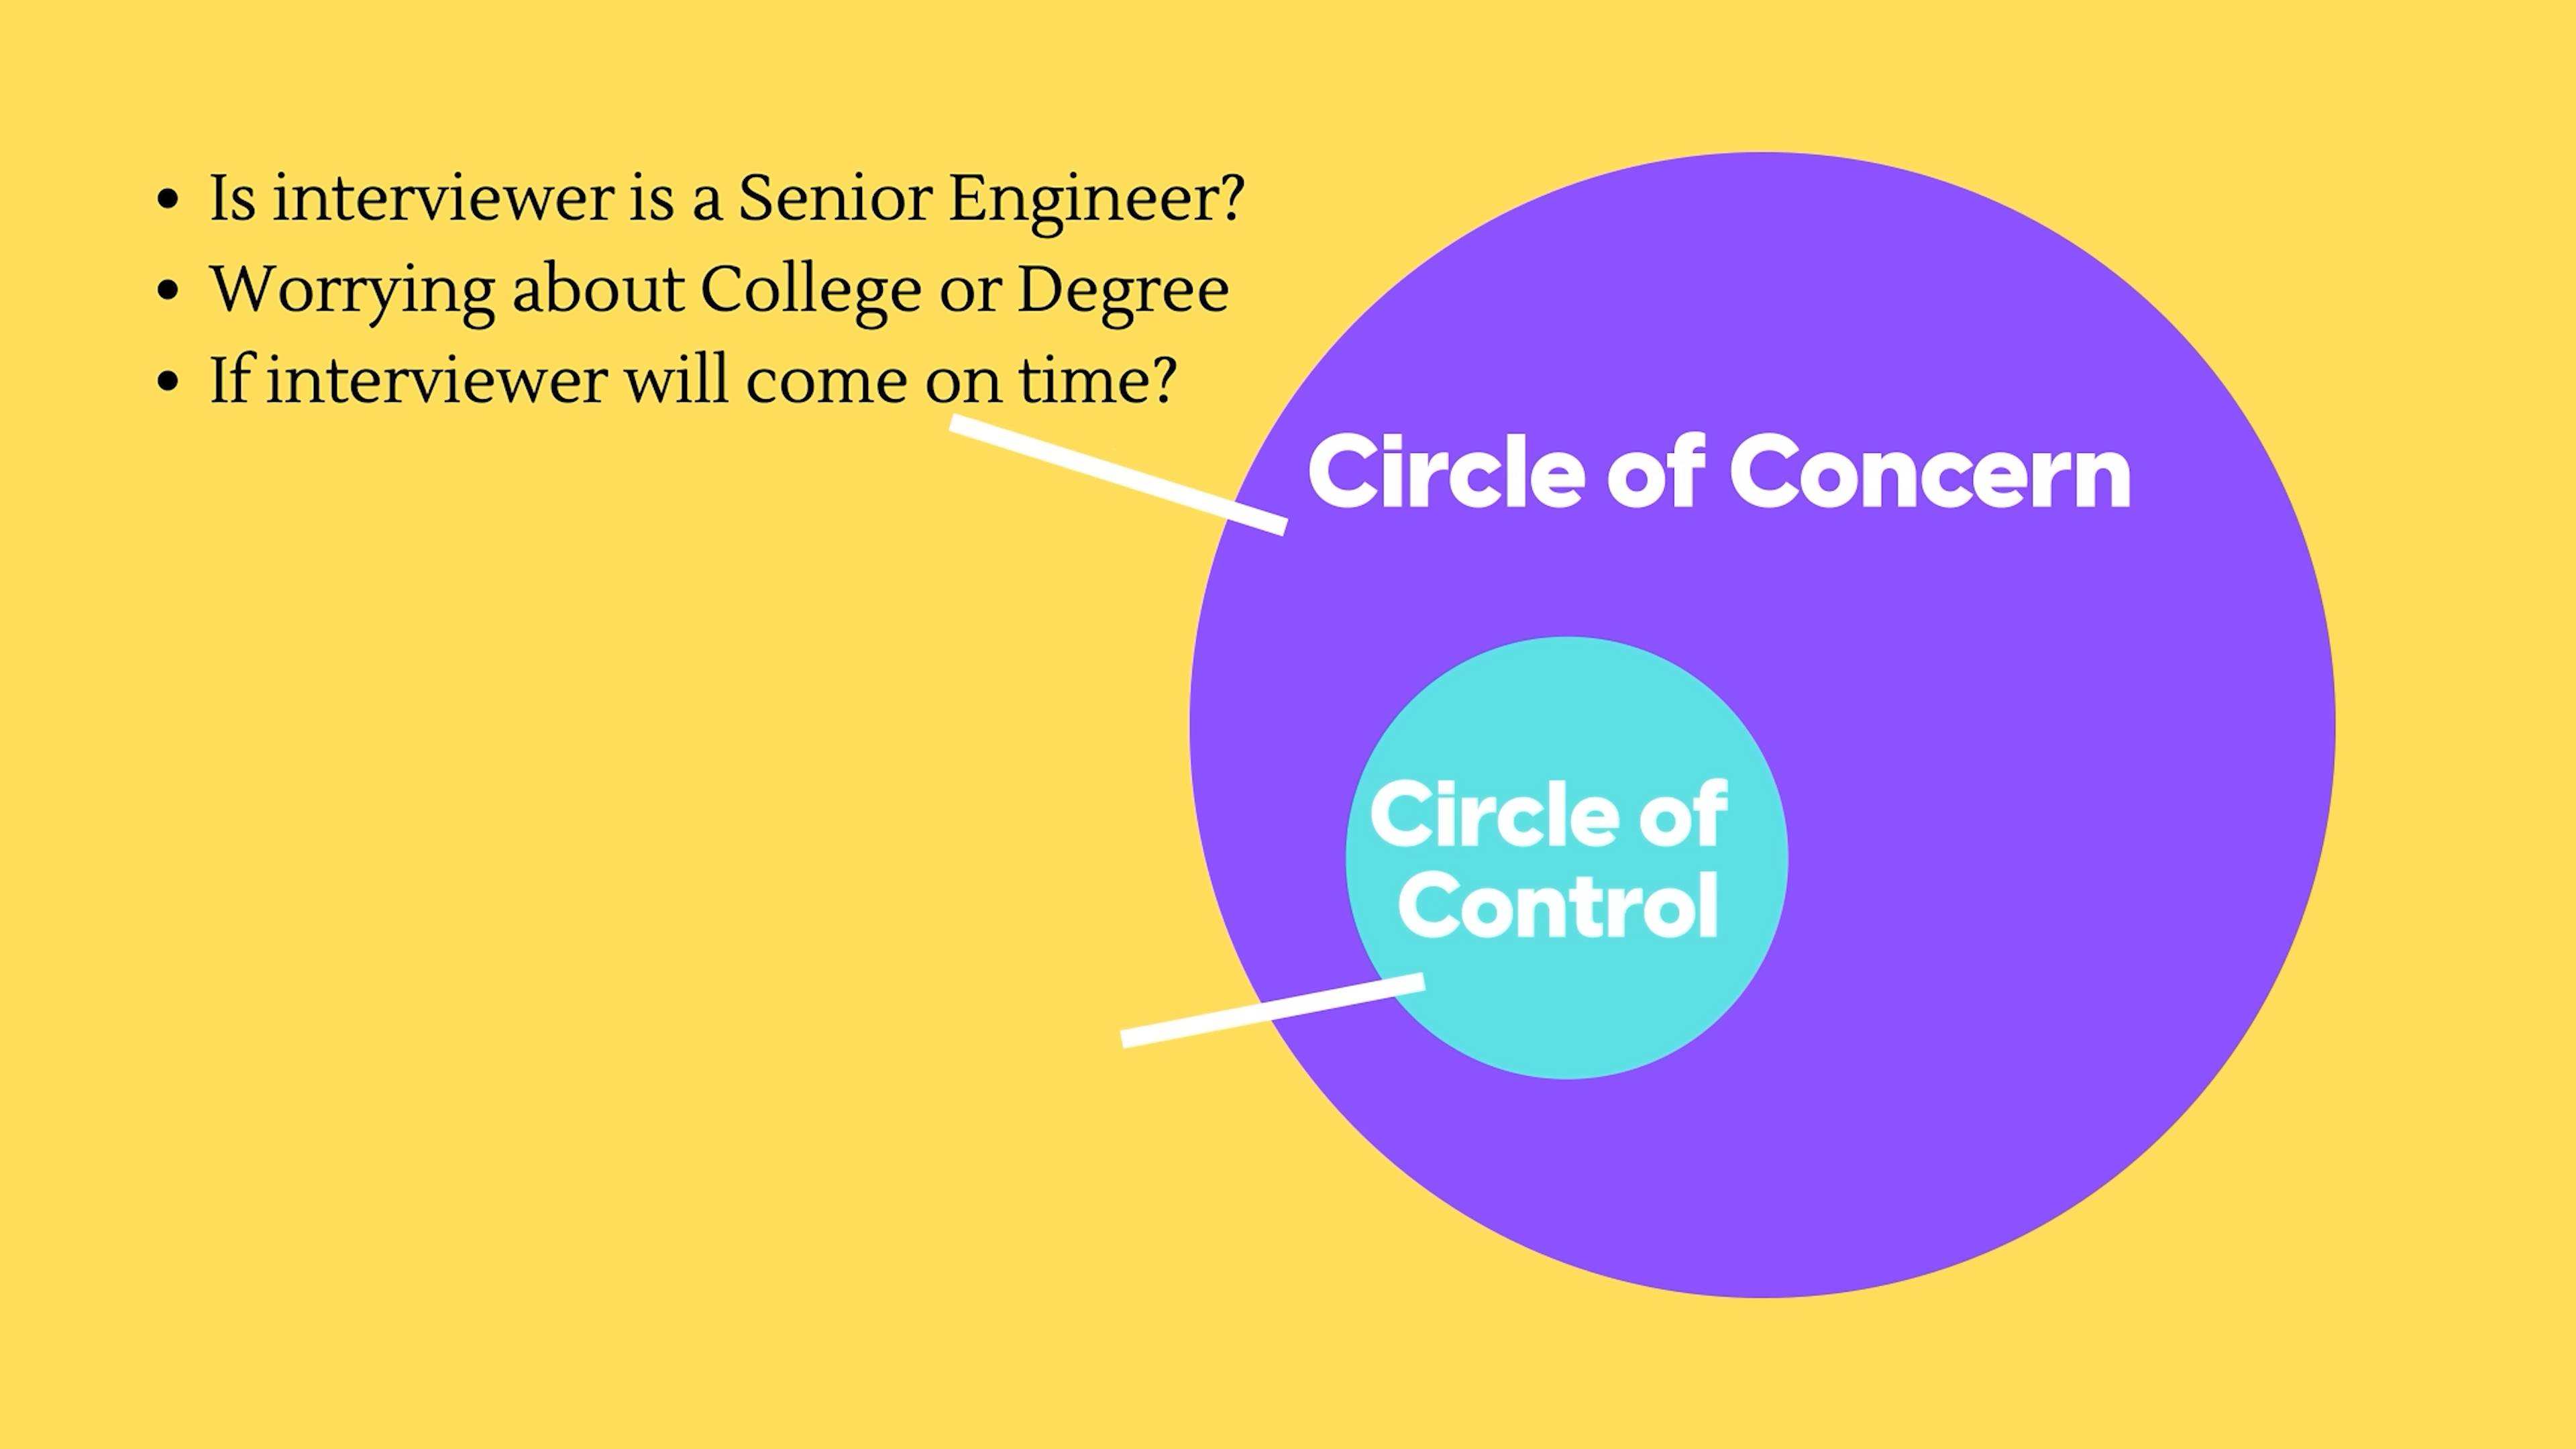 • Is interviewer is a Senior Engineer?
• Worrying about College or Degree
• If interviewer will come on time?
Circle of Concern
Circle of
Control